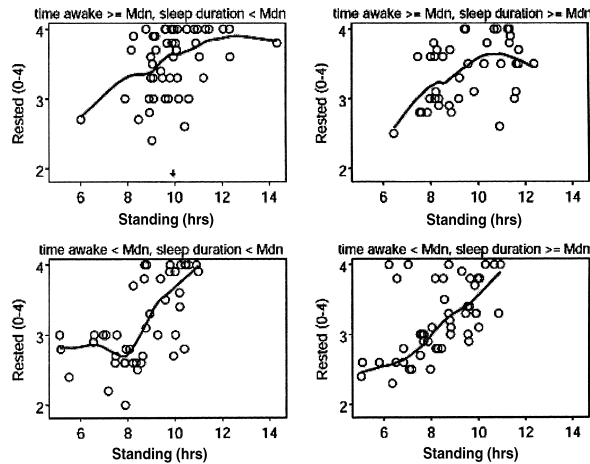 time awake >= Mdn, sleep duration < Mdn
4
3
2
Rested (0-4)
6 8 10 12 14
Standing (hrs)
time awake >= Mdn, sleep duration >= Mdn
4
3
2
Rested (0-4)
6 8 10 12 14
Standing (hrs)
time awake < Mdn, sleep duration < Mdn
4
3
2
Rested (0-4)
6 8 10 12 14
Standing (hrs)
time awake < Mdn, sleep duration >= Mdn
4
3
2
Rested (0-4)
6 8 10 12 14
Standing (hrs)